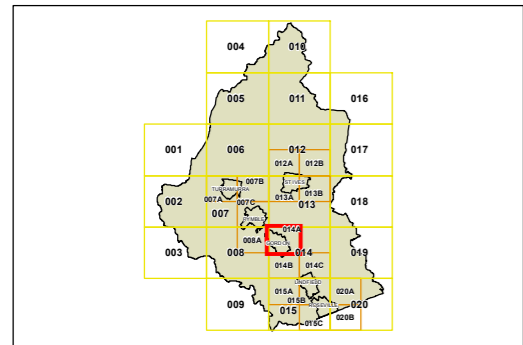 004 010
005 011 016
001 006 012 017
012A 012B
007B ST IVES
TURRAMURRA
007A 007C 013A 013B
002 013 018
007 PYMBLE
014A
008A GORDON
003 008 014 019
014B 014C
LINDFIELD
015A 020A
009 015B 020
015 ROSEVILLE
015C 020B